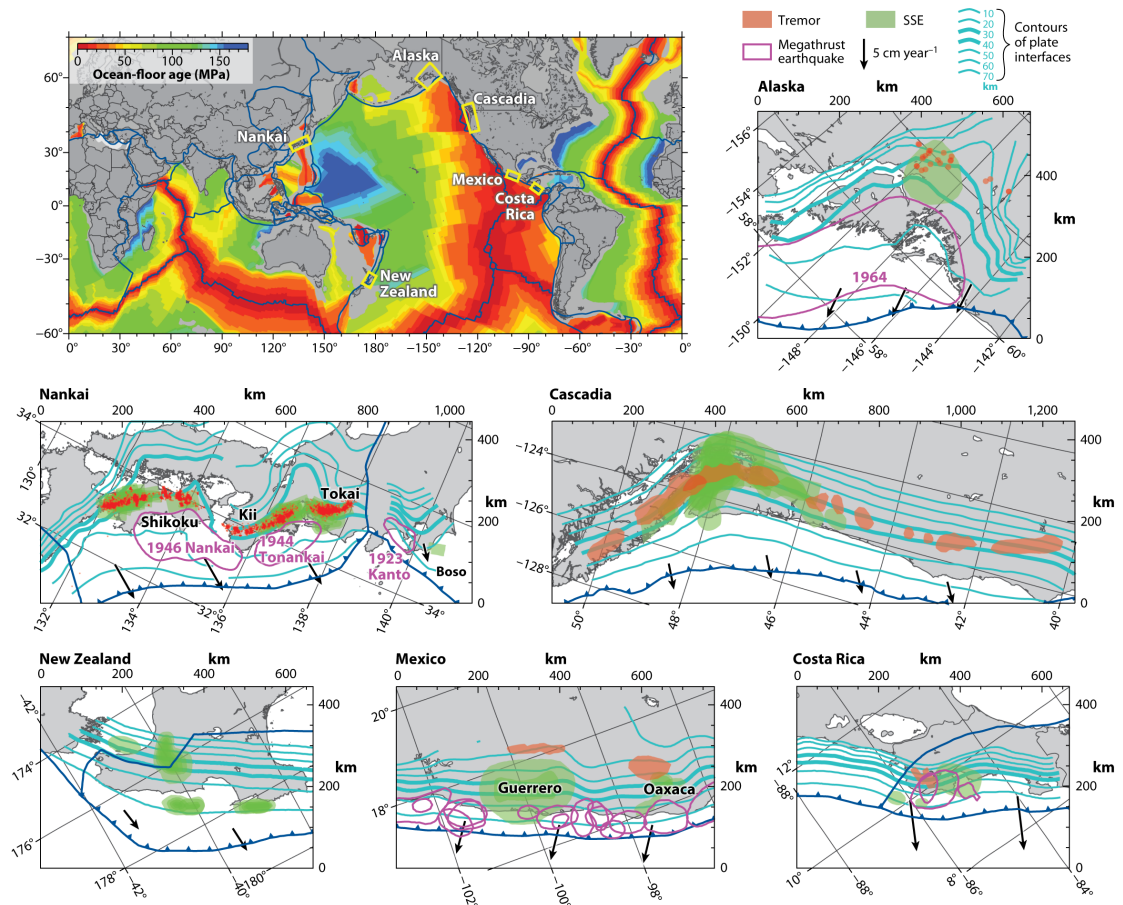 Tremor
SSE
Megathrust
earthquake
5 cm year⁻¹
10
20
30
40
50
60
70
km
Contours
of plate
interfaces
0 50 100 150
Ocean-floor age (MPa)
60°
30°
0°
−30°
−60°
0° 30° 60° 90° 120° 150° 180° −150° −120° −90° −60° −30° 0°
Alaska
Cascadia
Nankai
Mexico
Costa
Rica
New
Zealand
Alaska
0 200 km 400 600
−156°
−154°
58°
−152°
−150°
−148°
−146°
58°
−144°
−142°
60°
400
km
200
0
1964
Nankai
km
0 200 400 600 800 1,000
34°
130°
32°
132°
134°
32°
136°
138°
140°
34°
400
km
200
0
Shikoku
Kii
Tokai
1946 Nankai
1944
Tonankai
1923
Kanto
Boso
Cascadia
km
0 200 400 600 800 1,000 1,200
−124°
−126°
−128°
50°
48°
46°
44°
42°
40°
400
km
200
0
New Zealand
km
0 200 400 600
−42°
174°
176°
178°
−42°
−40°
180°
400
km
200
0
Mexico
km
0 200 400 600
20°
18°
−102°
−100°
−98°
400
km
200
0
Guerrero
Oaxaca
Costa Rica
km
0 200 400 600
12°
−88°
10°
−88°
8°
−86°
−84°
400
km
200
0